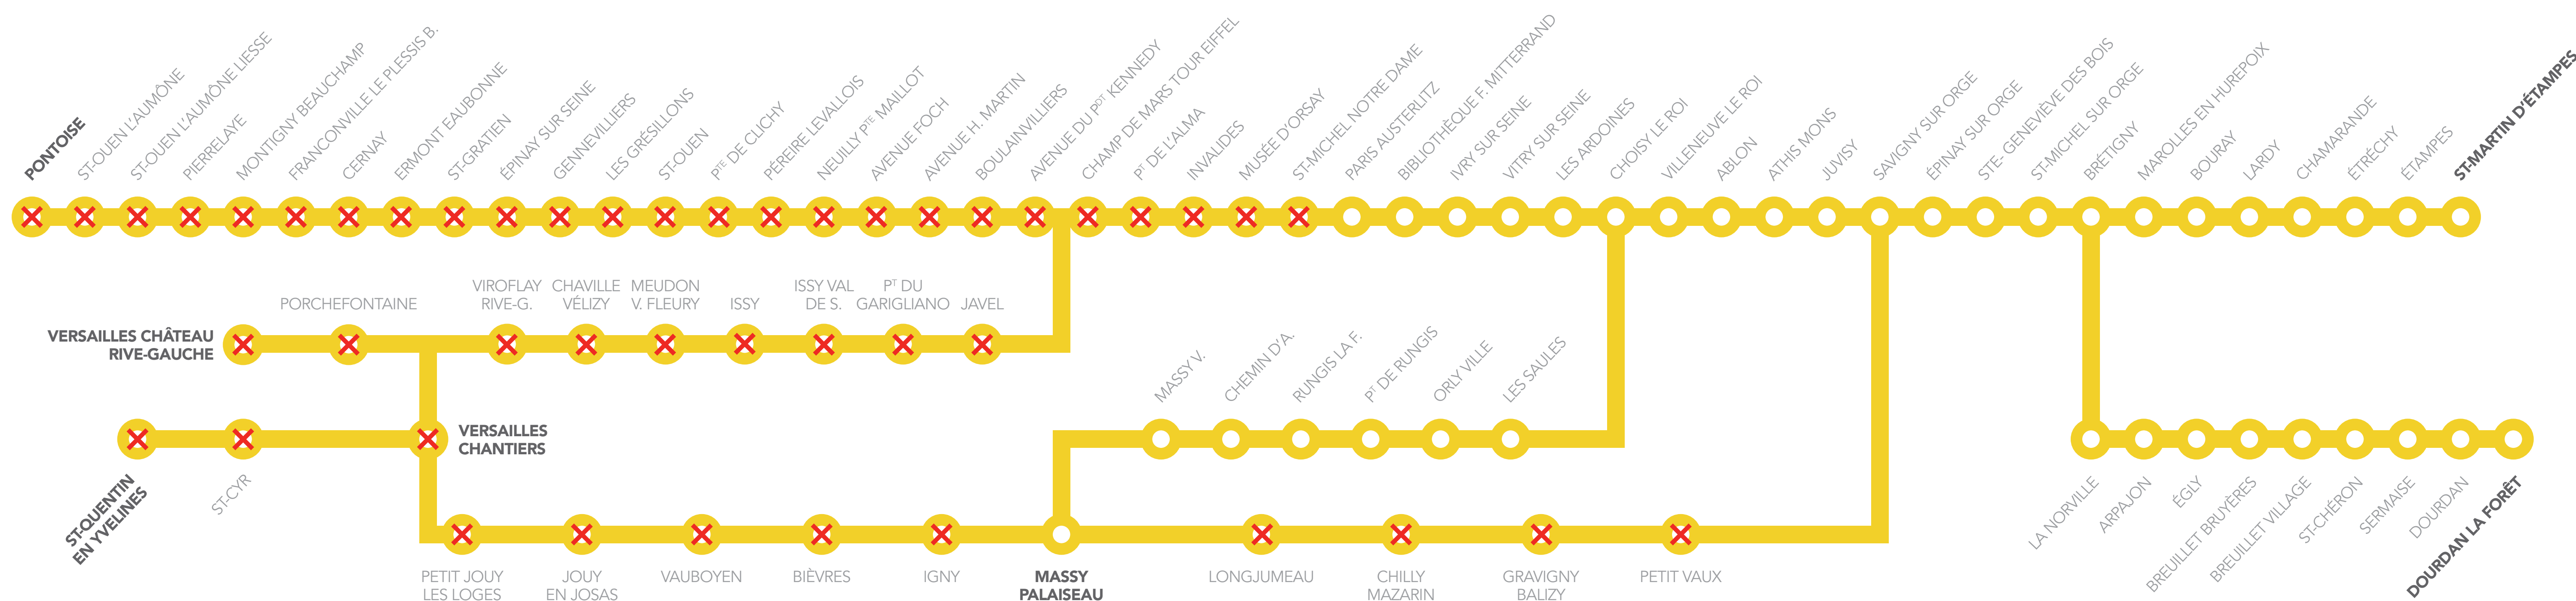 PONTOISE
ST-OUEN L'AUMÔNE
ST-OUEN L'AUMÔNE LIESSE
PIERRELAYE
MONTIGNY BEAUCHAMP
FRANCONVILLE LE PLESSIS B.
CERNAY
ERMONT EAUBONNE
ST-GRATIEN
ÉPINAY SUR SEINE
GENNEVILLIERS
LES GRÉSILLONS
ST-OUEN
PTE DE CLICHY
PÉREIRE LEVALLOIS
NEUILLY PTE MAILLOT
AVENUE FOCH
AVENUE H. MARTIN
BOULAINVILLIERS
AVENUE DU PDT KENNEDY
CHAMP DE MARS TOUR EIFFEL
PT DE L'ALMA
INVALIDES
MUSÉE D'ORSAY
ST-MICHEL NOTRE DAME
PARIS AUSTERLITZ
BIBLIOTHÈQUE F. MITTERRAND
IVRY SUR SEINE
VITRY SUR SEINE
LES ARDOINES
CHOISY LE ROI
VILLENEUVE LE ROI
ABLON
ATHIS MONS
JUVISY
SAVIGNY SUR ORGE
ÉPINAY SUR ORGE
STE- GENEVIÈVE DES BOIS
ST-MICHEL SUR ORGE
BRÉTIGNY
MAROLLES EN HUREPOIX
BOURAY
LARDY
CHAMARANDE
ÉTRÉCHY
ÉTAMPES
ST-MARTIN D'ÉTAMPES
VERSAILLES CHÂTEAU
RIVE-GAUCHE
PORCHEFONTAINE
VIROFLAY
RIVE-G.
CHAVILLE
VÉLIZY
MEUDON
V. FLEURY
ISSY
ISSY VAL
DE S.
PT DU
GARIGLIANO
JAVEL
MASSY V.
CHEMIN D'A.
RUNGIS LA F.
PT DE RUNGIS
ORLY VILLE
LES SAULES
ST-QUENTIN
EN YVELINES
ST-CYR
VERSAILLES
CHANTIERS
LA NORVILLE
ARPAJON
ÉGLY
BREUILLET BRUYÈRES
BREUILLET VILLAGE
ST-CHÉRON
SERMAISE
DOURDAN
DOURDAN LA FORÊT
PETIT JOUY
LES LOGES
JOUY
EN JOSAS
VAUBOYEN
BIÈVRES
IGNY
MASSY
PALAISEAU
LONGJUMEAU
CHILLY
MAZARIN
GRAVIGNY
BALIZY
PETIT VAUX